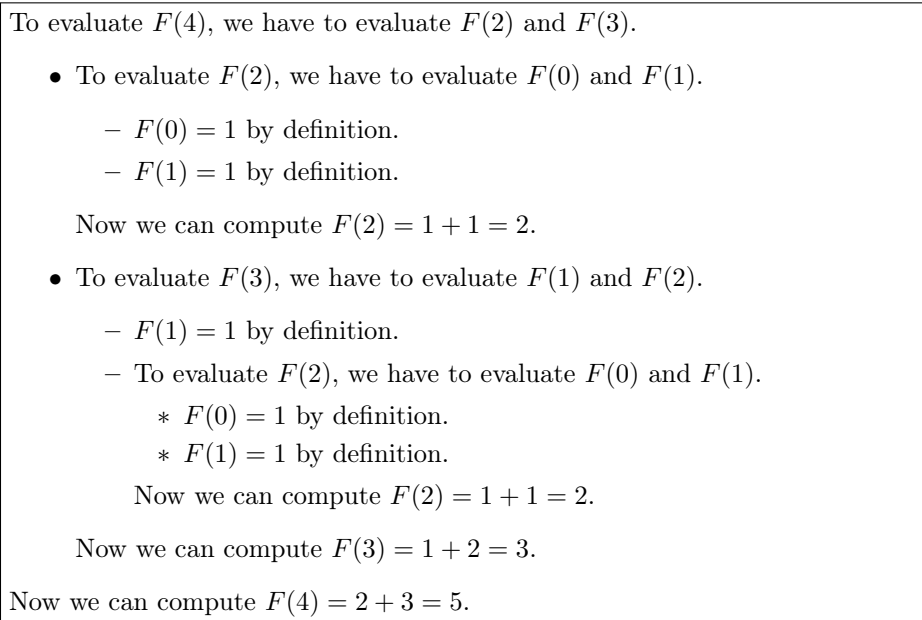 To evaluate F(4), we have to evaluate F(2) and F(3).
• To evaluate F(2), we have to evaluate F(0) and F(1).
– F(0) = 1 by definition.
– F(1) = 1 by definition.
Now we can compute F(2) = 1 + 1 = 2.
• To evaluate F(3), we have to evaluate F(1) and F(2).
– F(1) = 1 by definition.
– To evaluate F(2), we have to evaluate F(0) and F(1).
∗ F(0) = 1 by definition.
∗ F(1) = 1 by definition.
Now we can compute F(2) = 1 + 1 = 2.
Now we can compute F(3) = 1 + 2 = 3.
Now we can compute F(4) = 2 + 3 = 5.